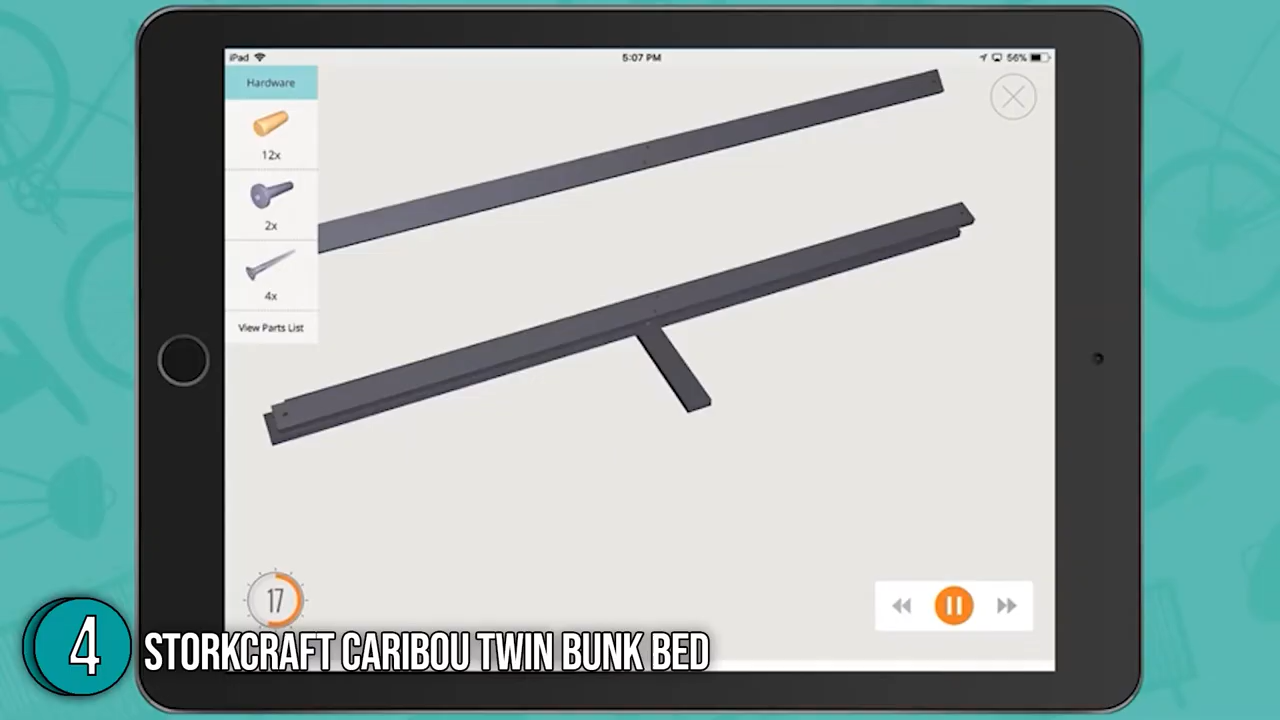 iPad 5:07 PM 56%
Hardware
12x
2x
4x
View Parts List
17
4 STORKCRAFT CARIBOU TWIN BUNK BED